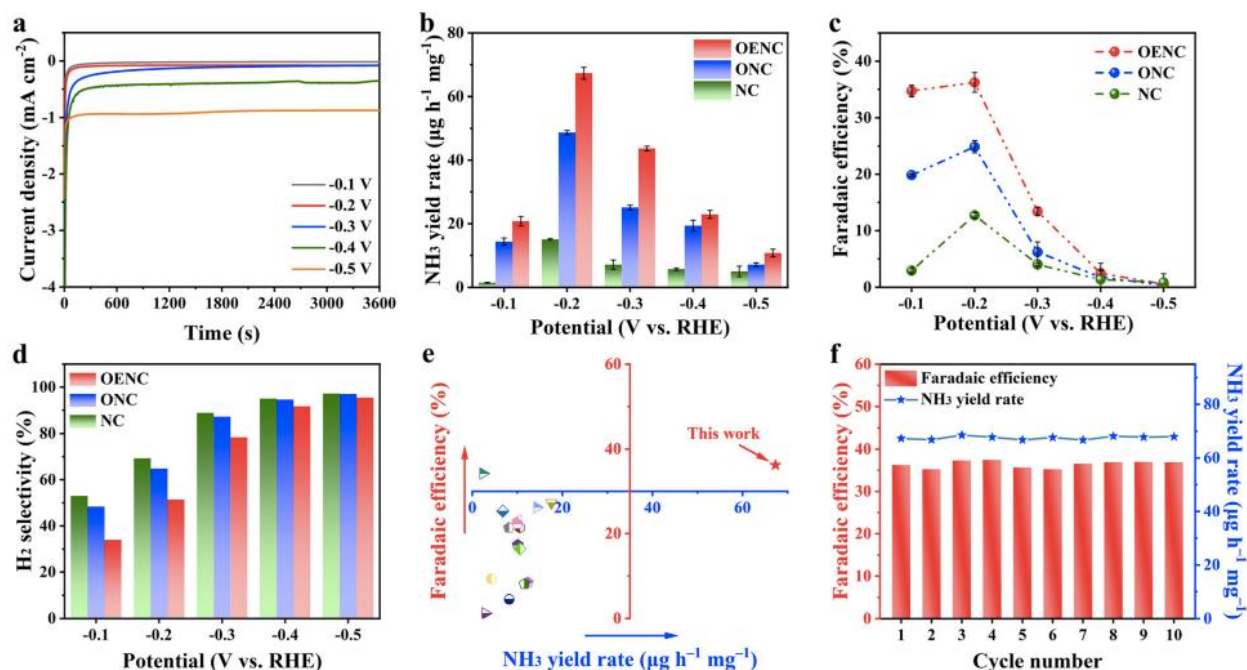 a
Current density (mA cm⁻²)
0
-1
-2
-3
-4
-0.1 V
-0.2 V
-0.3 V
-0.4 V
-0.5 V
0 600 1200 1800 2400 3000 3600
Time (s)
b
NH₃ yield rate (µg h⁻¹ mg⁻¹)
80
60
40
20
0
OENC
ONC
NC
-0.1 -0.2 -0.3 -0.4 -0.5
Potential (V vs. RHE)
c
Faradaic efficiency (%)
40
30
20
10
0
OENC
ONC
NC
-0.1 -0.2 -0.3 -0.4 -0.5
Potential (V vs. RHE)
d
H₂ selectivity (%)
100
80
60
40
20
0
OENC
ONC
NC
-0.1 -0.2 -0.3 -0.4 -0.5
Potential (V vs. RHE)
e
Faradaic efficiency (%)
60
40
20
0
This work
0 20 40 60
NH₃ yield rate (µg h⁻¹ mg⁻¹)
f
Faradaic efficiency (%)
60
55
50
45
40
35
30
25
20
15
10
5
0
Faradaic efficiency
NH₃ yield rate
80
60
40
20
0
NH₃ yield rate (µg h⁻¹ mg⁻¹)
1 2 3 4 5 6 7 8 9 10
Cycle number